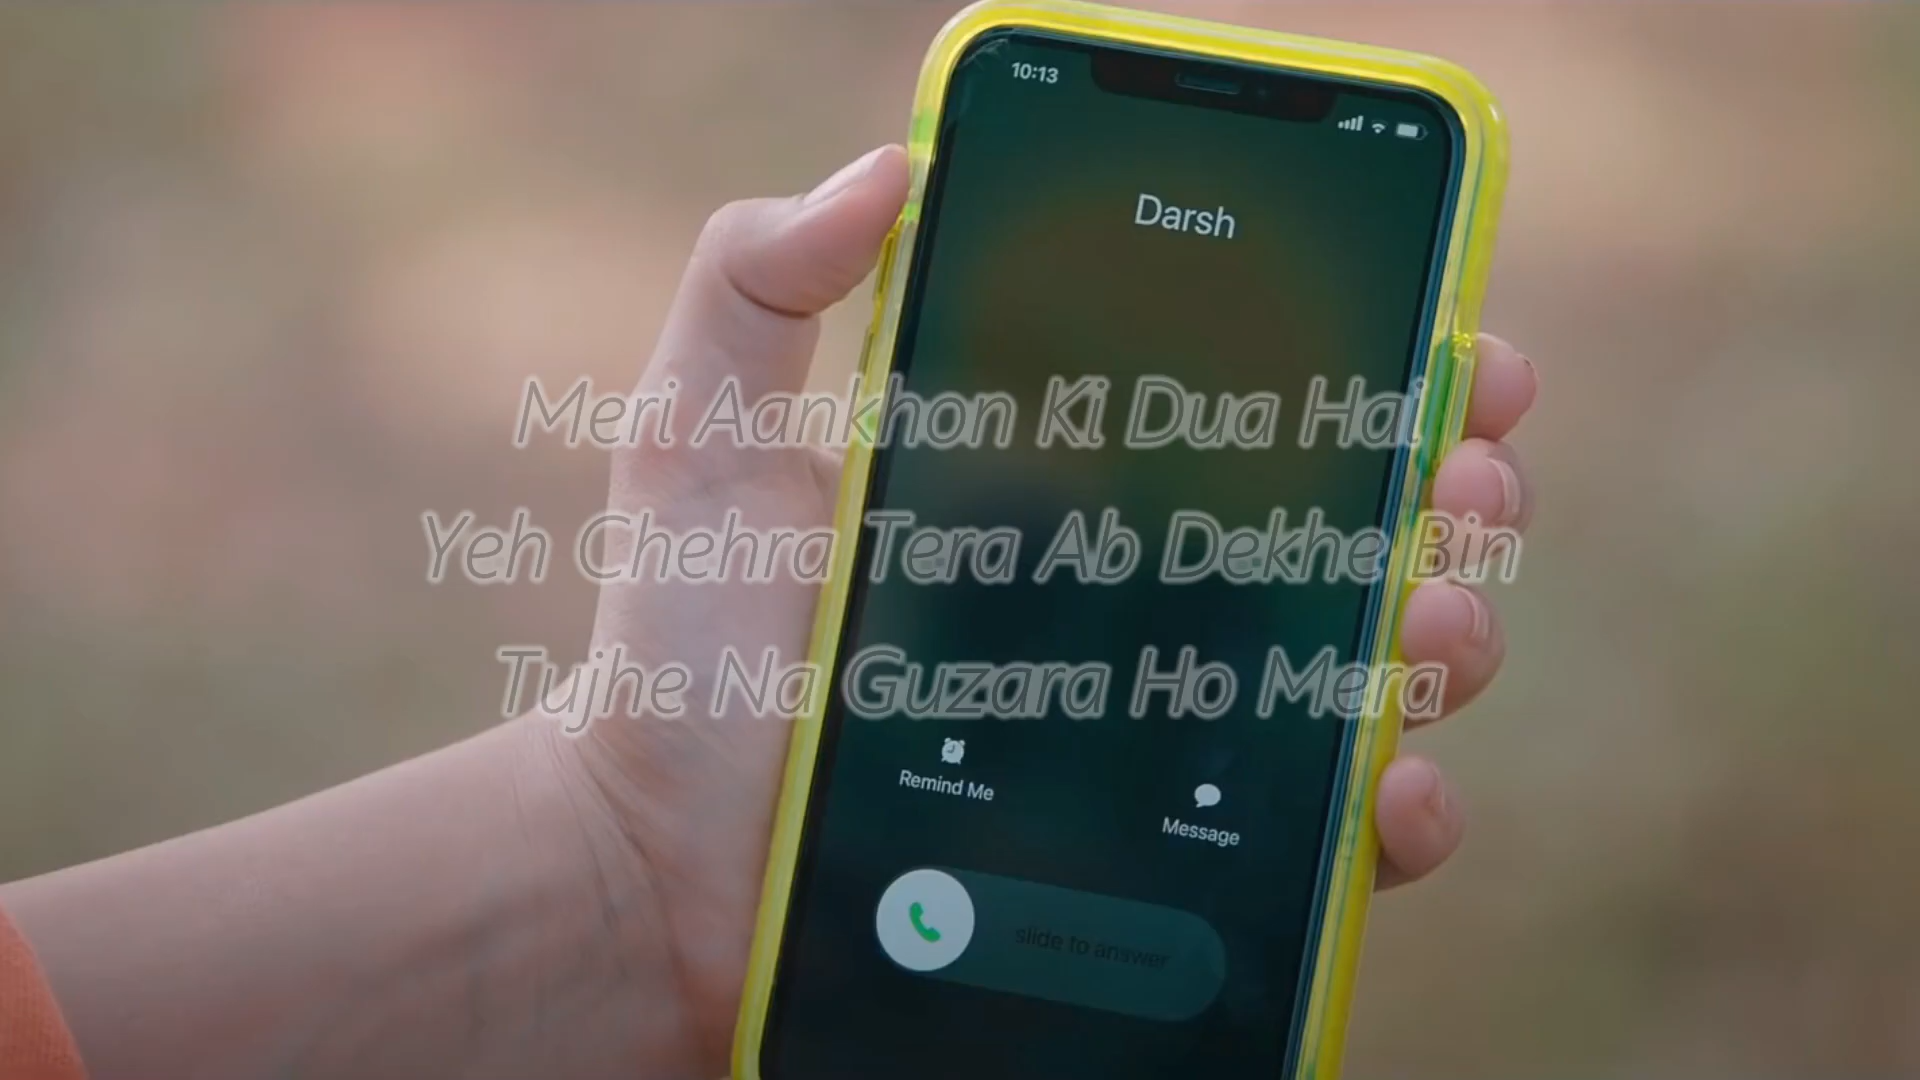 10:13
Darsh
Meri Aankhon Ki Dua Hai
Yeh Chehra Tera Ab Dekhe Bin
Tujhe Na Guzara Ho Mera
Remind Me
Message
slide to answer